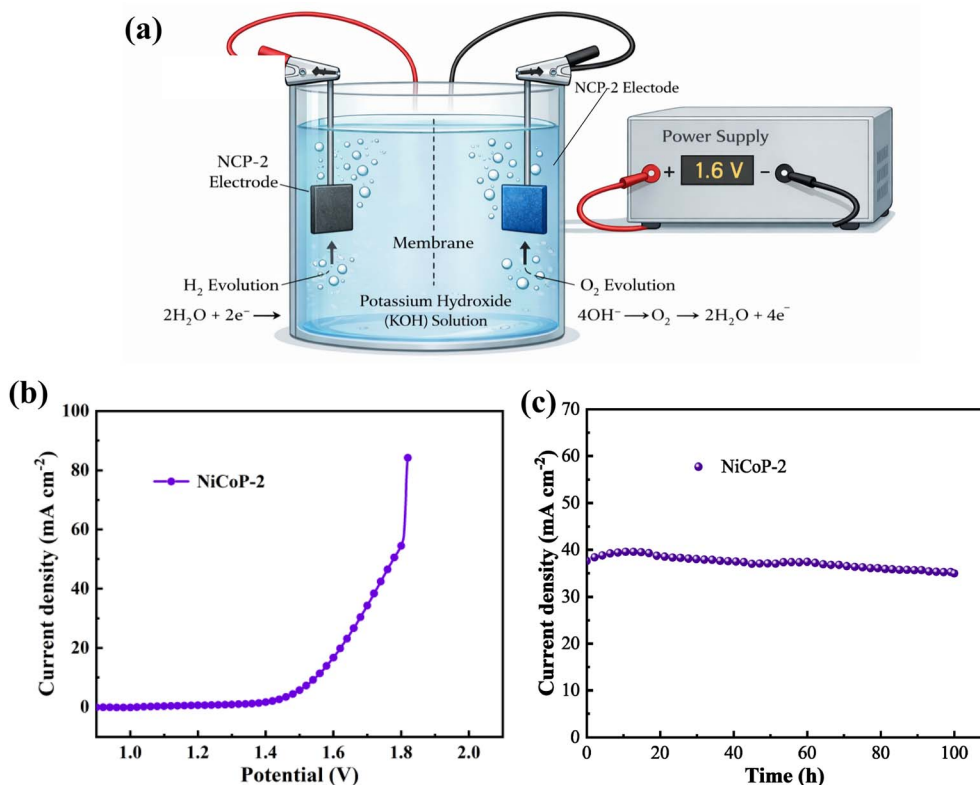 (a)
NCP-2 Electode
Power Supply
+ 1.6 V −
NCP-2
Electrode
Membrane
H₂ Evolution
O₂ Evolution
2H₂O + 2e⁻ →
Potassium Hydroxide
(KOH) Solution
4OH⁻ → O₂ → 2H₂O + 4e⁻
(b)
100
80
60
40
20
0
Current density (mA cm⁻²)
NiCoP-2
1.0 1.2 1.4 1.6 1.8 2.0
Potential (V)
(c)
70
60
50
40
30
20
10
0
Current density (mA cm⁻²)
NiCoP-2
0 20 40 60 80 100
Time (h)